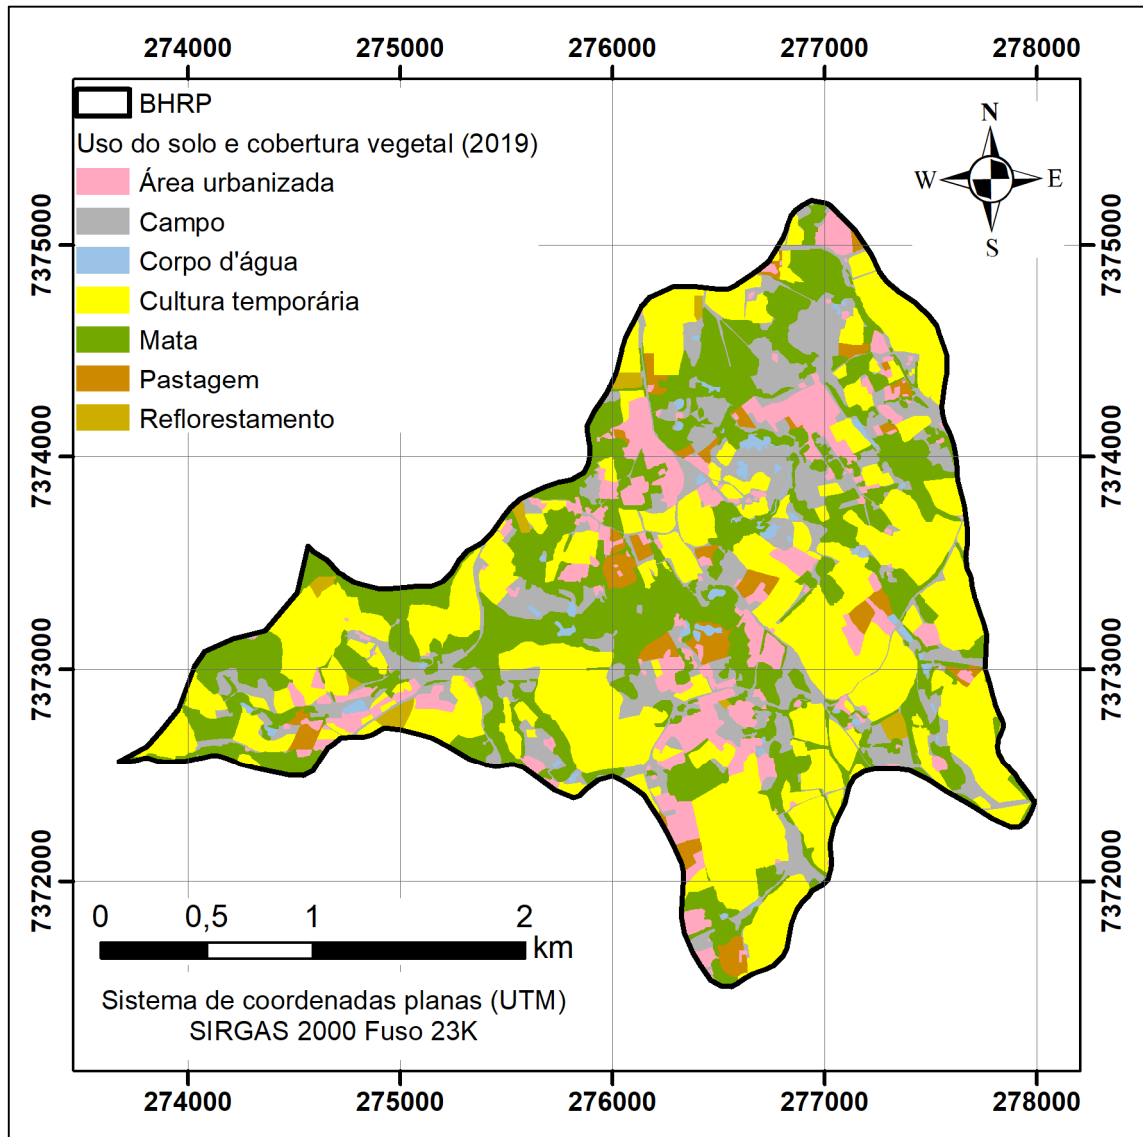 274000 275000 276000 277000 278000
BHRP
Uso do solo e cobertura vegetal (2019)
Área urbanizada
Campo
Corpo d'água
Cultura temporária
Mata
Pastagem
Reflorestamento
N
W E
S
7375000 7375000
7374000 7374000
7373000 7373000
7372000 7372000
0 0,5 1 2
km
Sistema de coordenadas planas (UTM)
SIRGAS 2000 Fuso 23K
274000 275000 276000 277000 278000